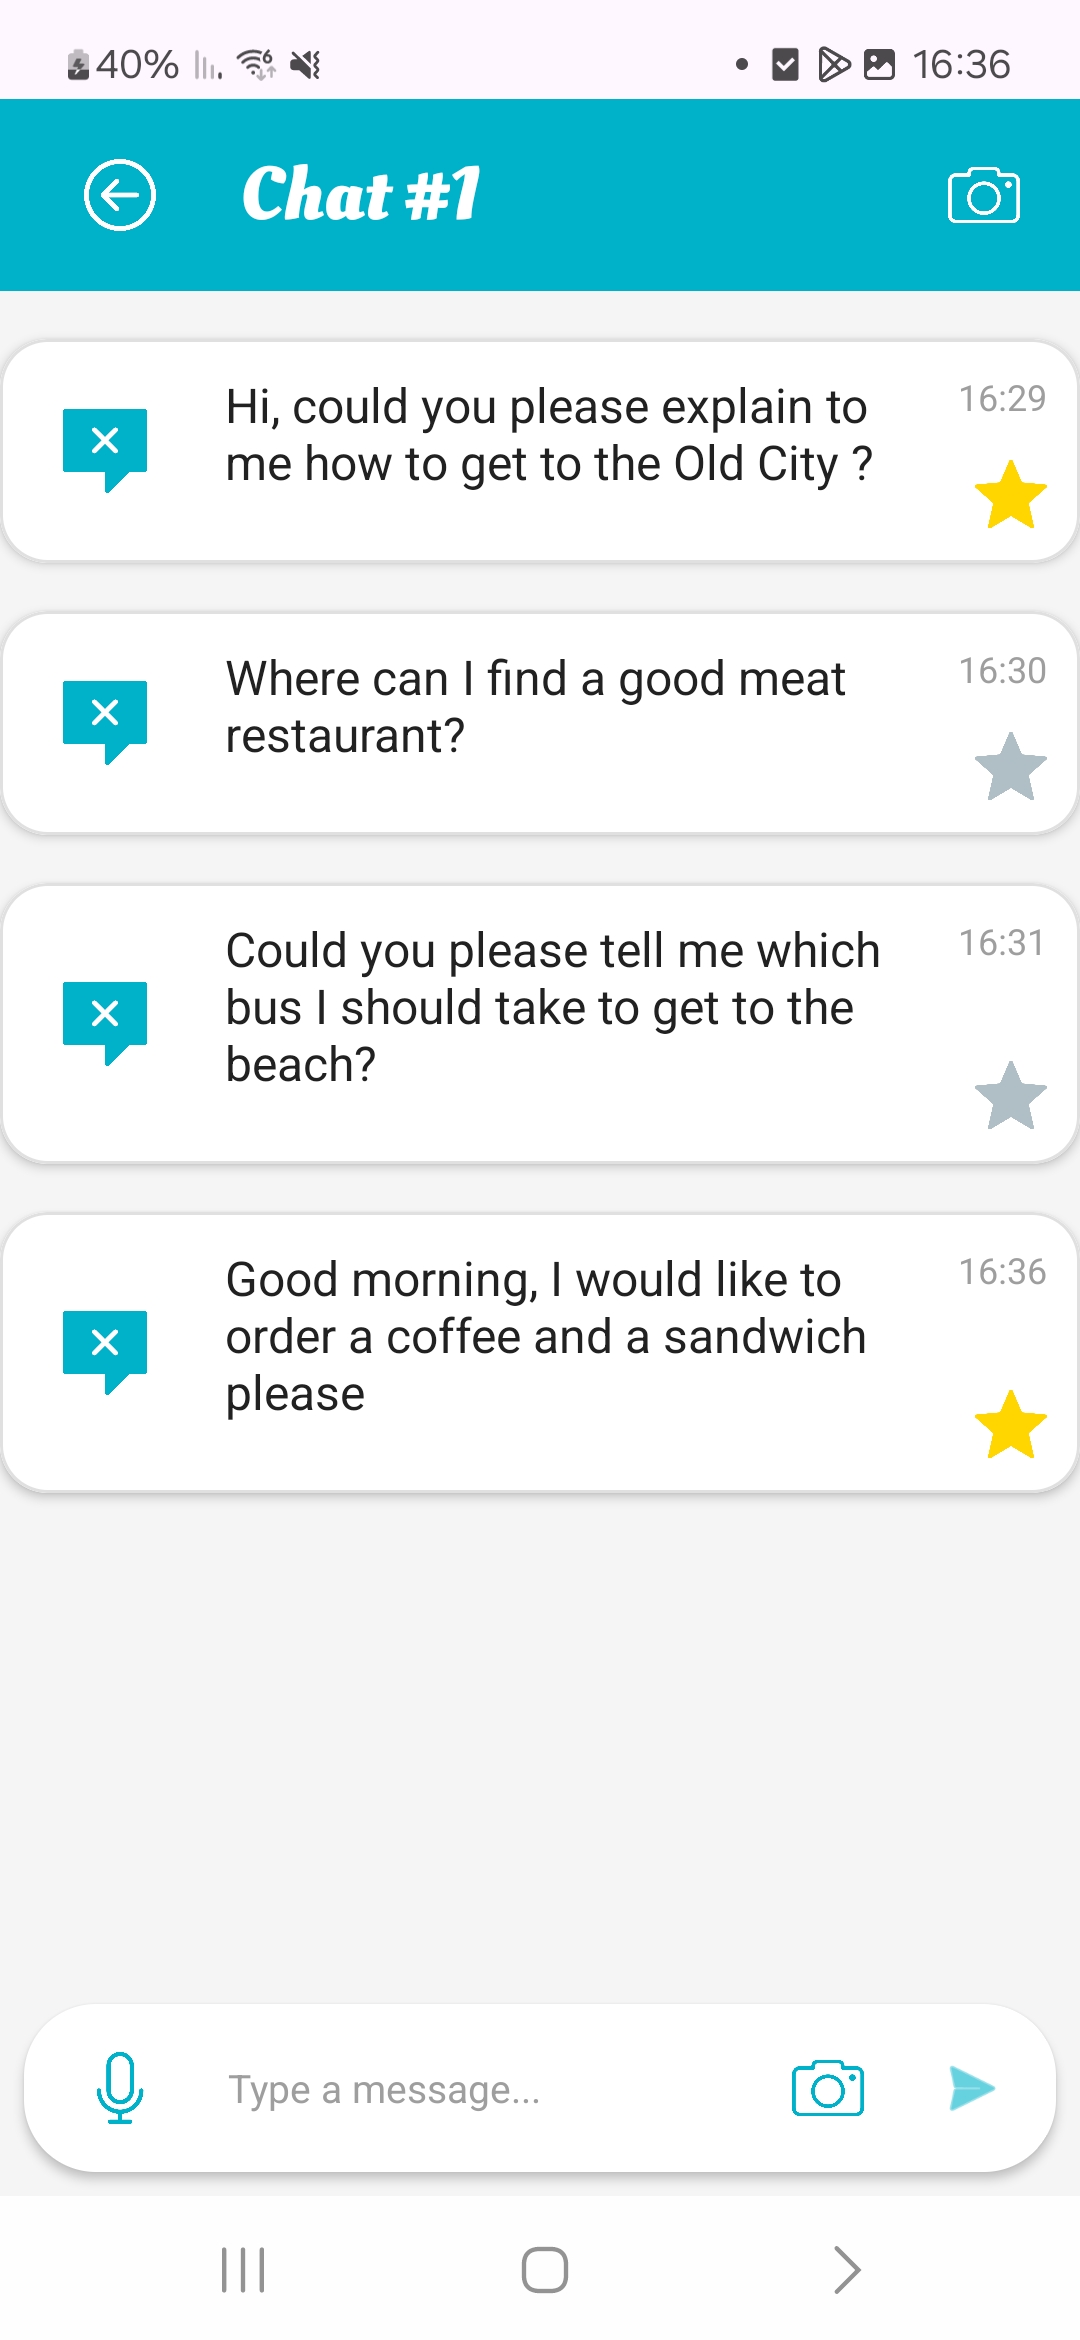 40% 16:36
Chat #1
Hi, could you please explain to
me how to get to the Old City ?
16:29
Where can I find a good meat
restaurant?
16:30
Could you please tell me which
bus I should take to get to the
beach?
16:31
Good morning, I would like to
order a coffee and a sandwich
please
16:36
Type a message...